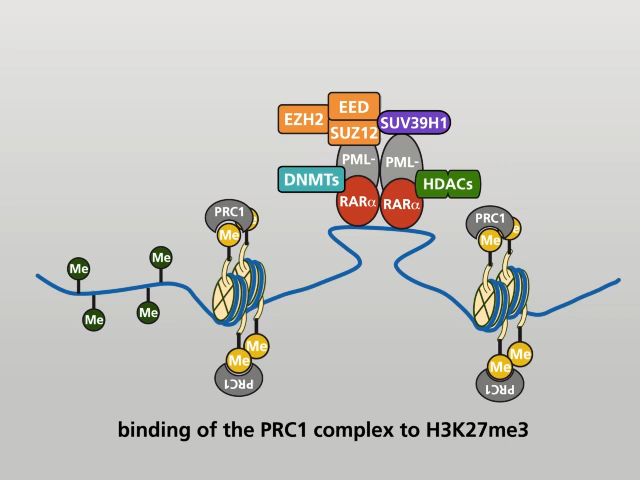 EED
EZH2
SUZ12
SUV39H1
PML-
PML-
DNMTs
HDACs
RARα
RARα
PRC1
Me
PRC1
Me
Me
Me
Me
Me
Me
Me
Me
PRC1
Me
Me
PRC1
binding of the PRC1 complex to H3K27me3